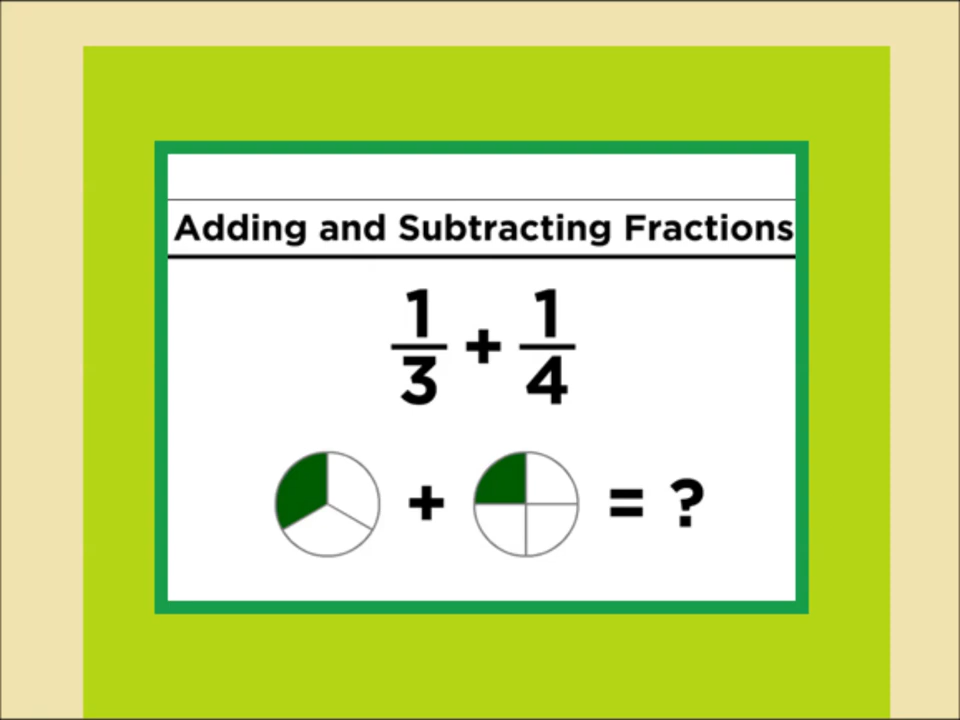 Adding and Subtracting Fractions
1/3 + 1/4
+ = ?